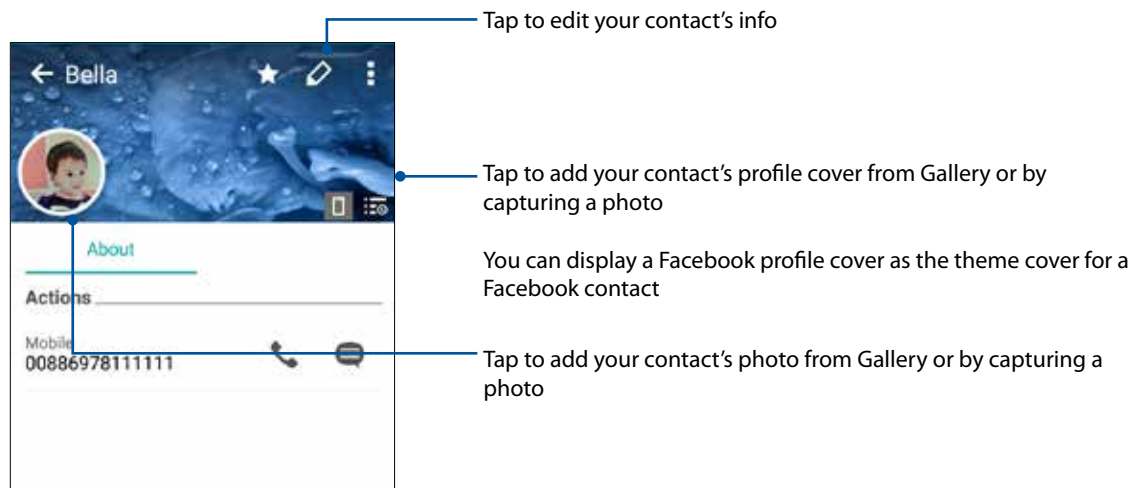 Tap to edit your contact’s info
Bella
Tap to add your contact’s profile cover from Gallery or by
capturing a photo
You can display a Facebook profile cover as the theme cover for a
Facebook contact
About
Actions
Mobile
00886978111111
Tap to add your contact’s photo from Gallery or by capturing a
photo